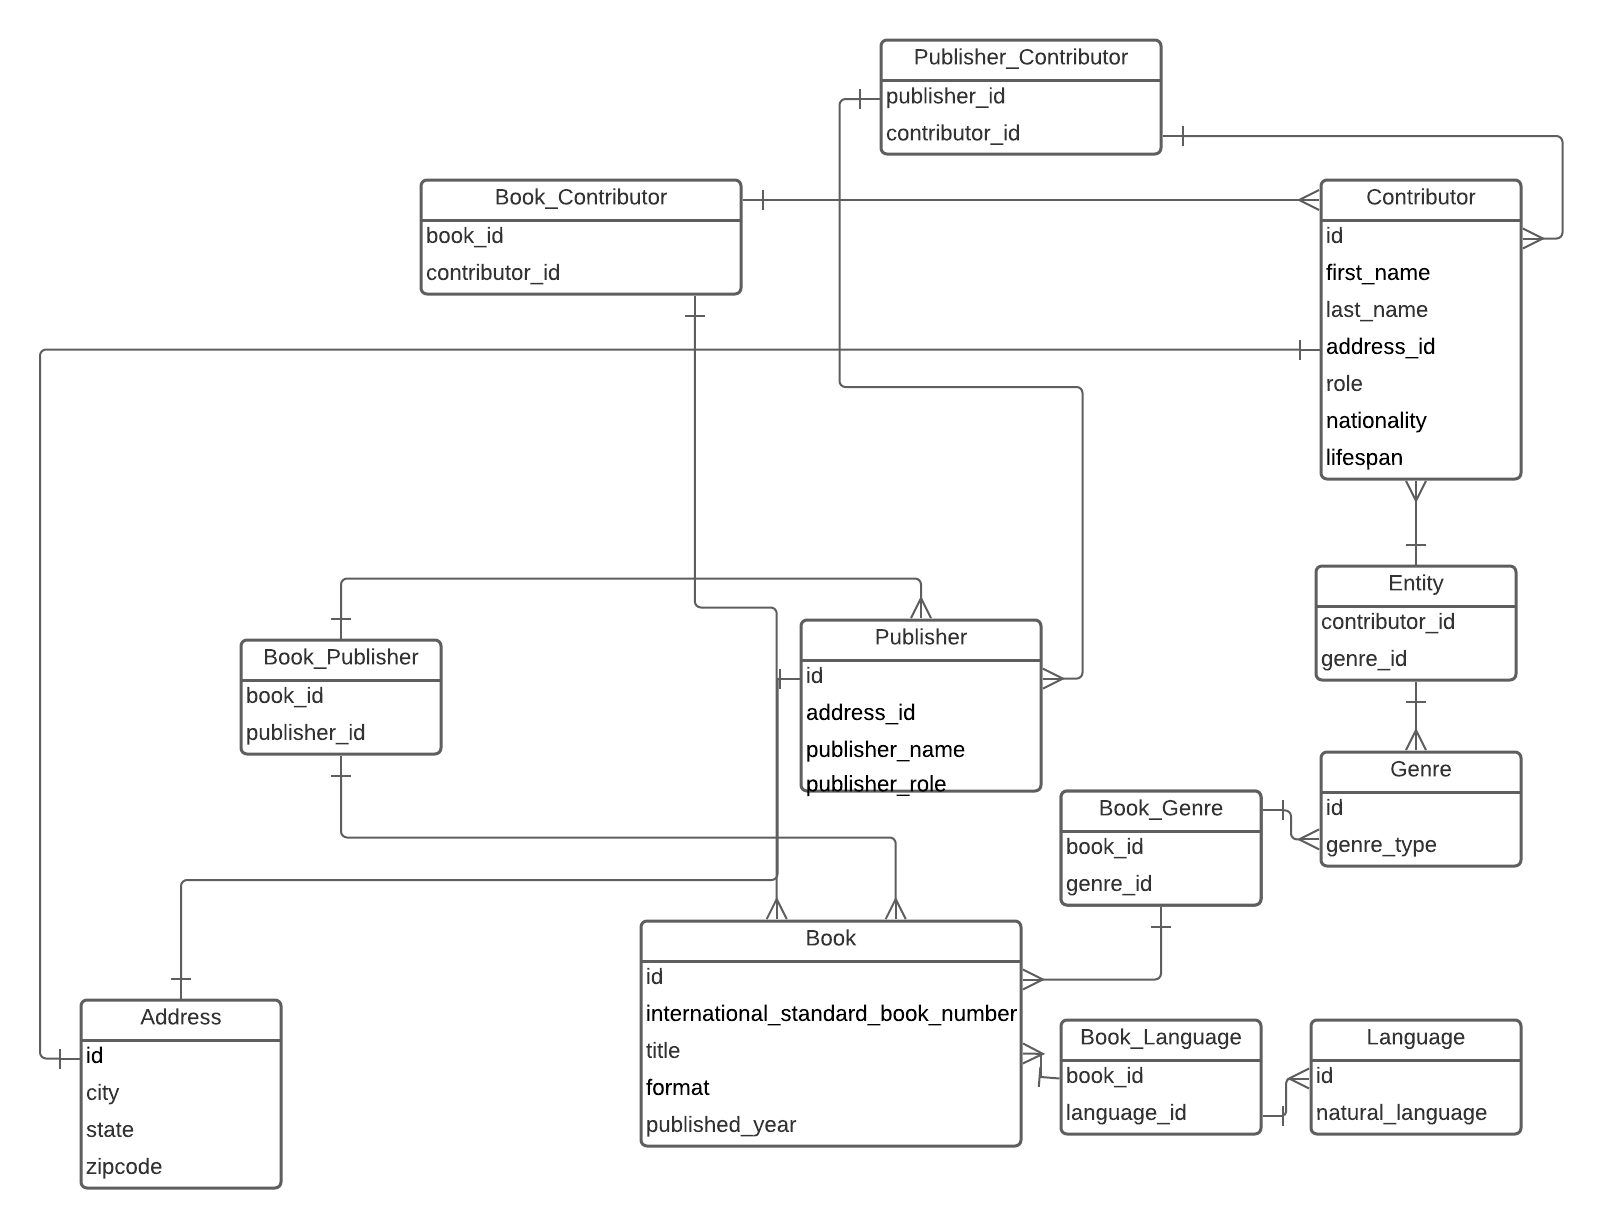 Publisher_Contributor
publisher_id
contributor_id
Book_Contributor
book_id
contributor_id
Contributor
id
first_name
last_name
address_id
role
nationality
lifespan
Entity
contributor_id
genre_id
Book_Publisher
book_id
publisher_id
Publisher
id
address_id
publisher_name
publisher_role
Genre
id
genre_type
Book_Genre
book_id
genre_id
Book
id
international_standard_book_number
title
format
published_year
Address
id
city
state
zipcode
Book_Language
book_id
language_id
Language
id
natural_language